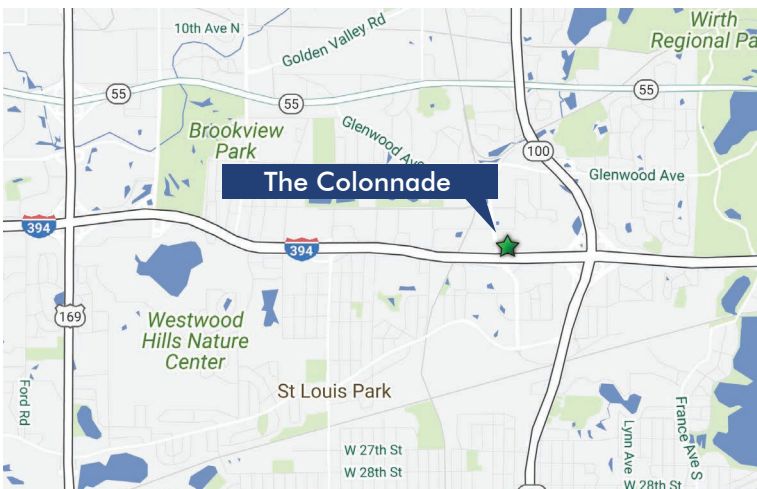 10th Ave N
Golden Valley Rd
Wirth
Regional Pa
55
55
55
Brookview
Park
Glenwood Ave
100
Glenwood Ave
The Colonnade
394
394
169
Westwood
Hills Nature
Center
Ford Rd
St Louis Park
France Ave S
Lynn Ave
W 27th St
W 28th St
W 28th St